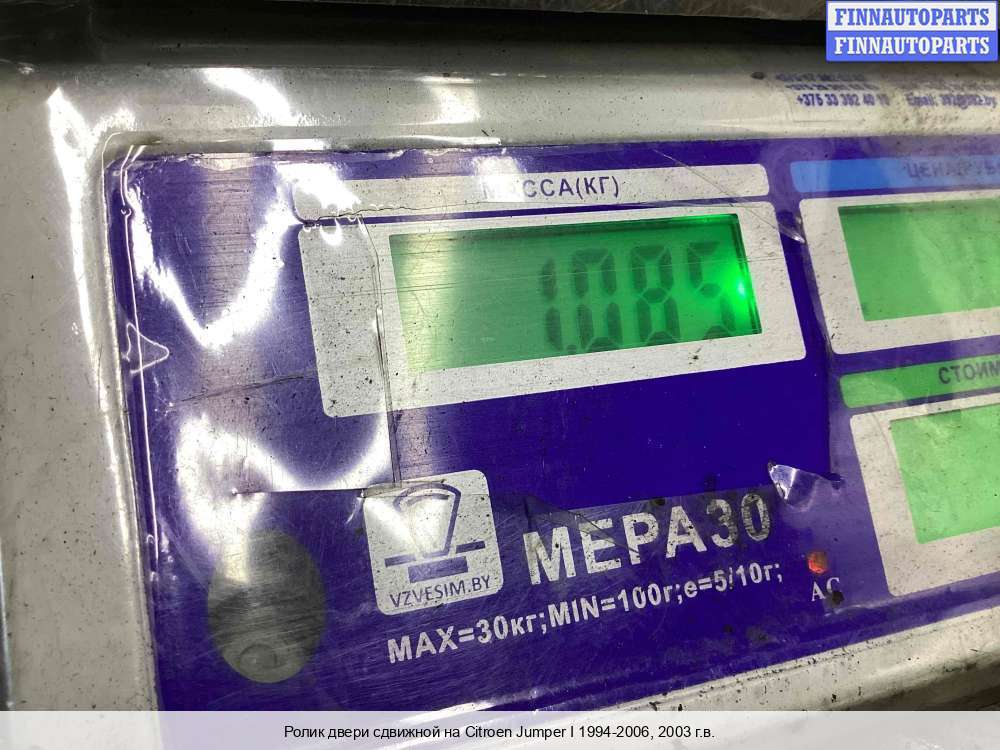 FINNAUTOPARTS
FINNAUTOPARTS
+375 33 392 40 10
Email:
МАССА(КГ)
1.085
VZVESIM.BY
МЕРА30
MAX=30кг;MIN=100г;e=5/10г;
AC
Ролик двери сдвижной на Citroen Jumper I 1994-2006, 2003 г.в.